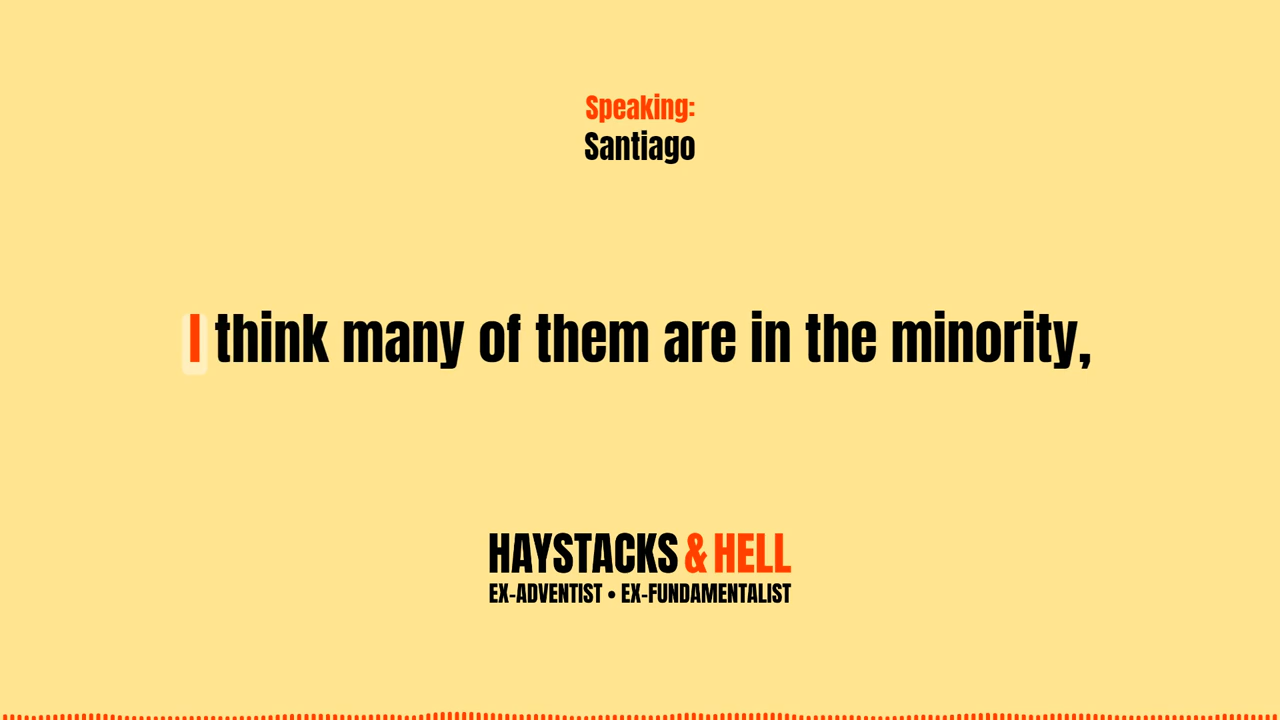 Speaking:
Santiago
I think many of them are in the minority,
HAYSTACKS & HELL
EX-ADVENTIST • EX-FUNDAMENTALIST